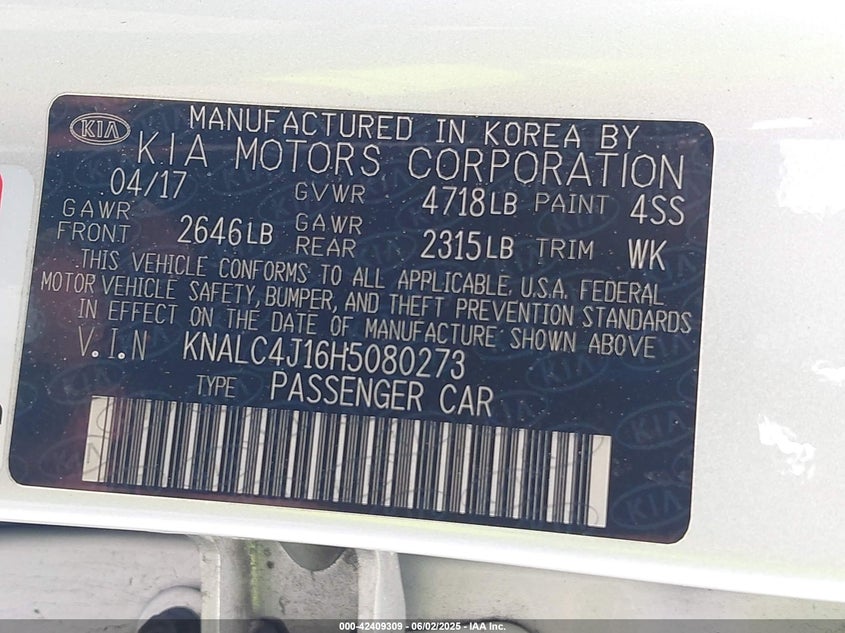 KIA
MANUFACTURED IN KOREA BY
KIA MOTORS CORPORATION
04/17 GVWR 4718LB PAINT 4SS
GAWR FRONT 2646LB GAWR REAR 2315LB TRIM WK
THIS VEHICLE CONFORMS TO ALL APPLICABLE, U.S.A. FEDERAL
MOTOR VEHICLE SAFETY, BUMPER, AND THEFT PREVENTION STANDARDS
IN EFFECT ON THE DATE OF MANUFACTURE SHOWN ABOVE
V.I.N KNALC4J16H5080273
TYPE PASSENGER CAR
000-42409309 - 06/02/2025 - IAA Inc.